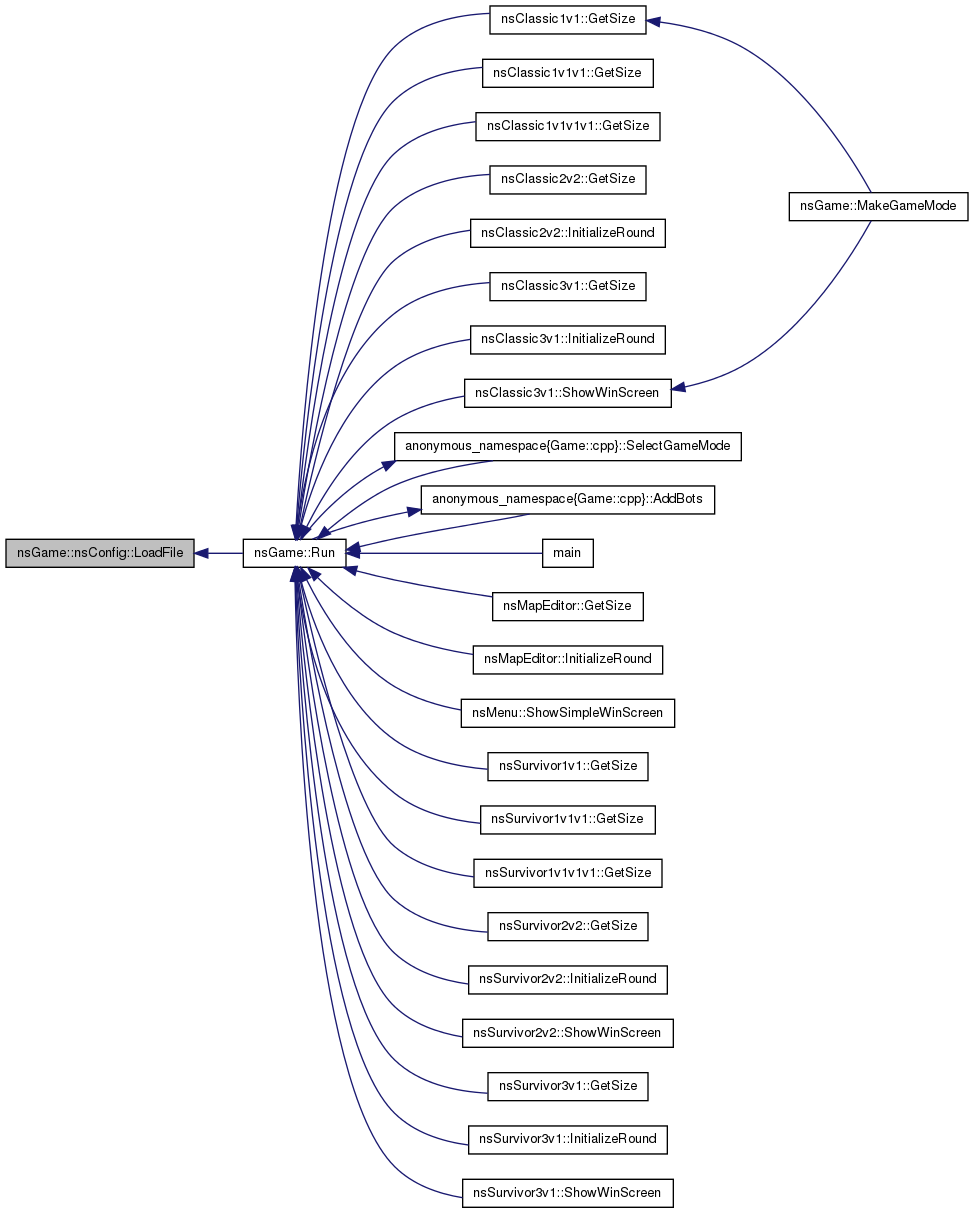 nsClassic1v1::GetSize
nsClassic1v1v1::GetSize
nsClassic1v1v1v1::GetSize
nsClassic2v2::GetSize
nsGame::MakeGameMode
nsClassic2v2::InitializeRound
nsClassic3v1::GetSize
nsClassic3v1::InitializeRound
nsClassic3v1::ShowWinScreen
anonymous_namespace{Game::cpp}::SelectGameMode
anonymous_namespace{Game::cpp}::AddBots
nsGame::nsConfig::LoadFile
nsGame::Run
main
nsMapEditor::GetSize
nsMapEditor::InitializeRound
nsMenu::ShowSimpleWinScreen
nsSurvivor1v1::GetSize
nsSurvivor1v1v1::GetSize
nsSurvivor1v1v1v1::GetSize
nsSurvivor2v2::GetSize
nsSurvivor2v2::InitializeRound
nsSurvivor2v2::ShowWinScreen
nsSurvivor3v1::GetSize
nsSurvivor3v1::InitializeRound
nsSurvivor3v1::ShowWinScreen